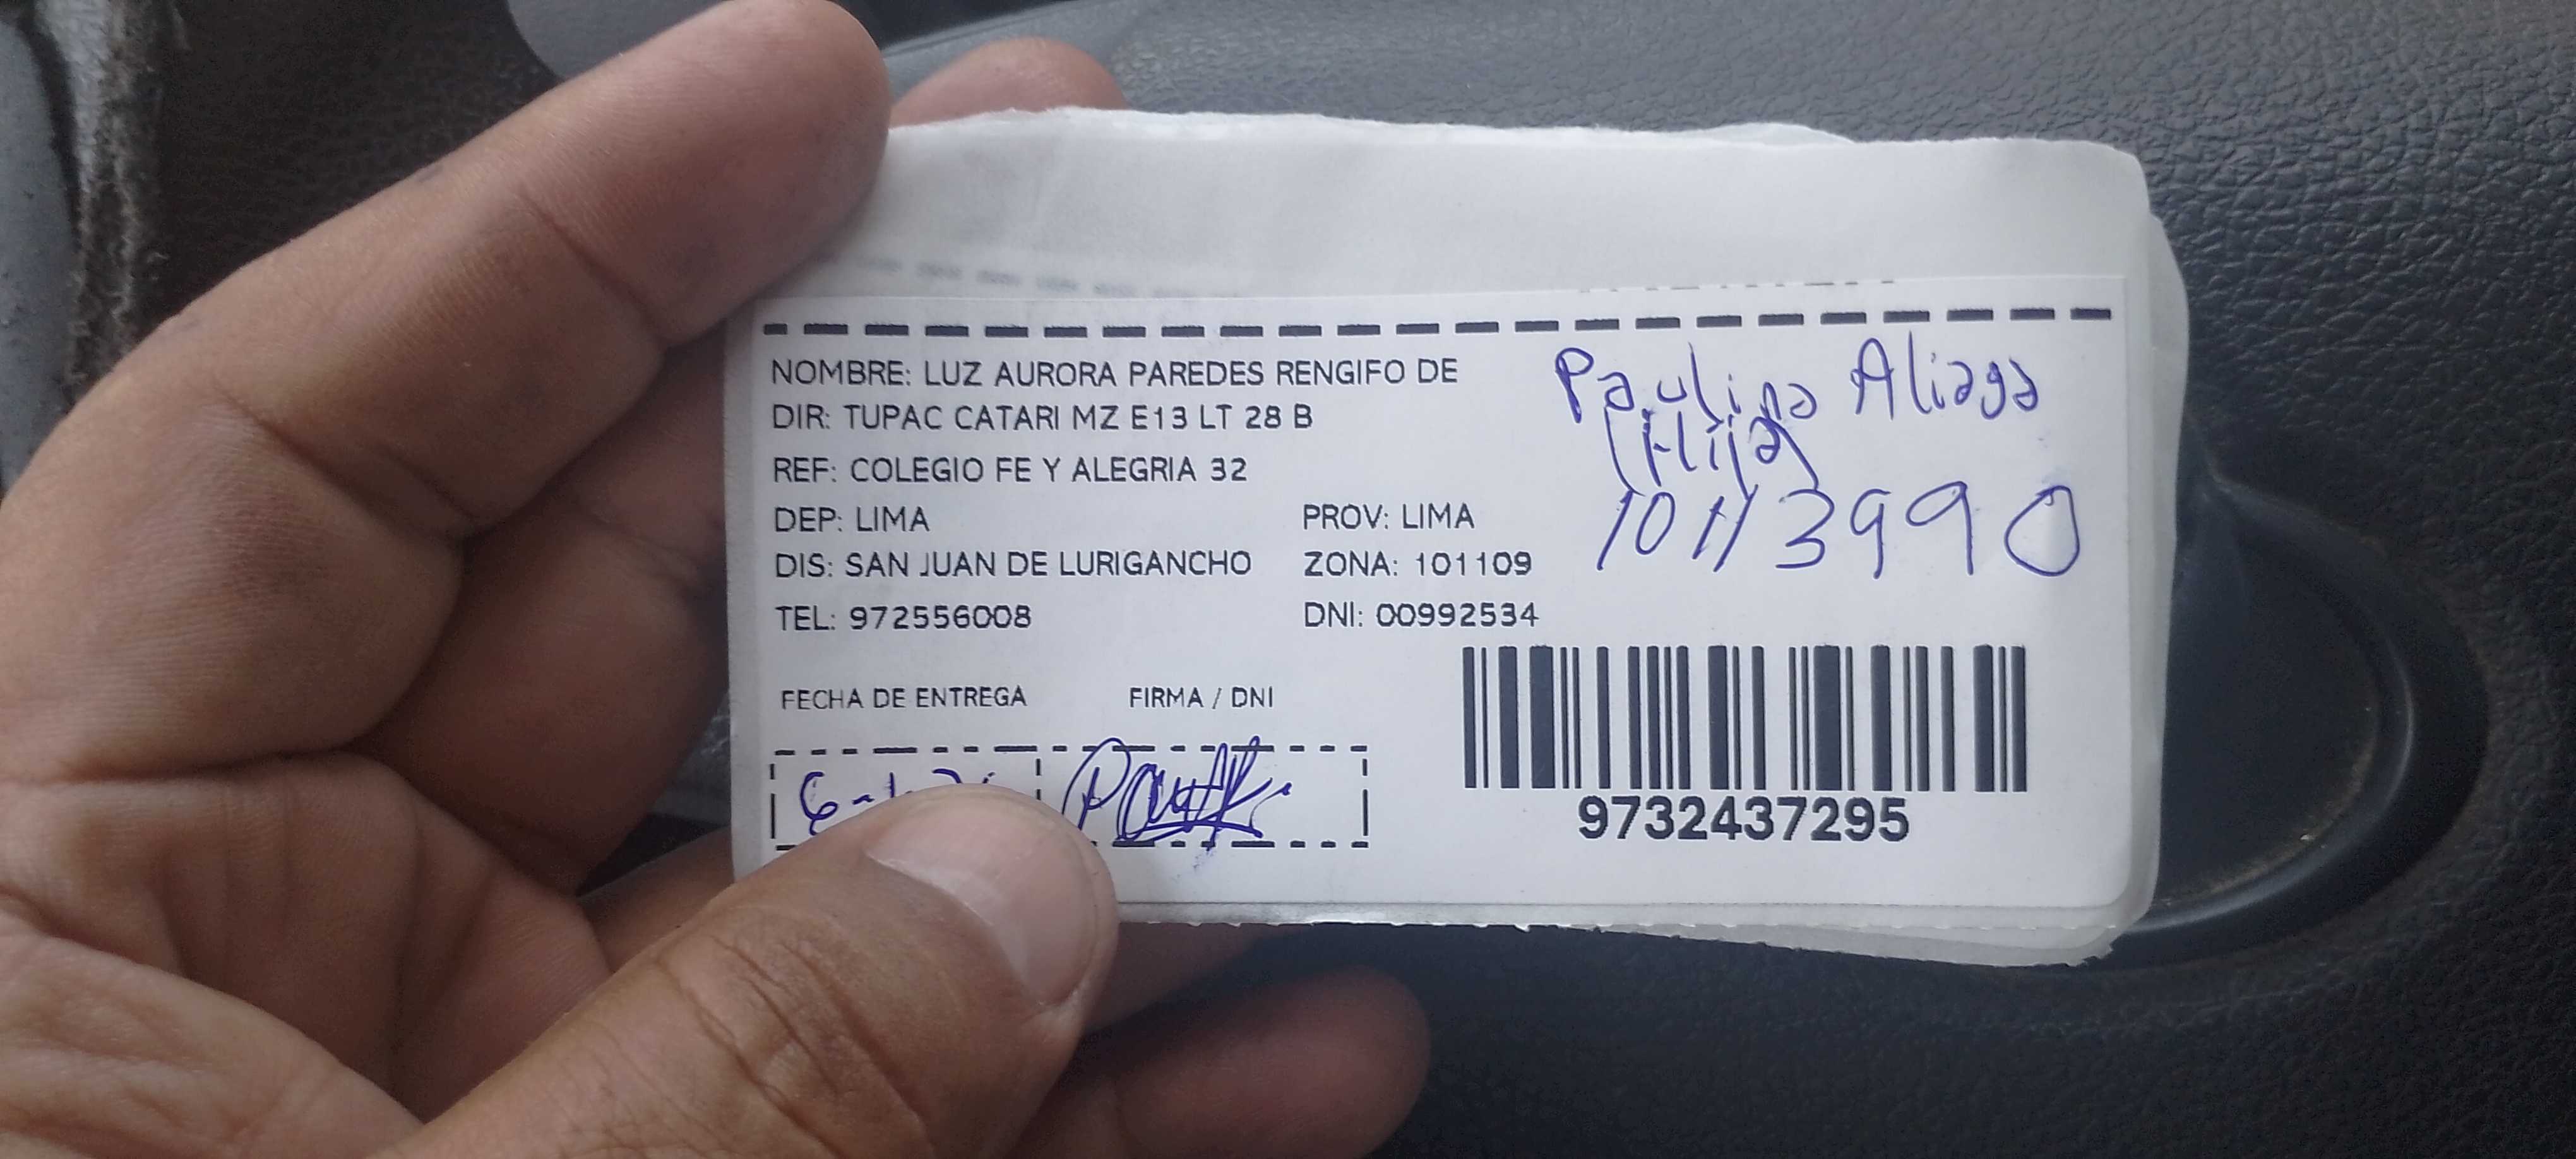 NOMBRE: LUZ AURORA PAREDES RENGIFO DE
DIR: TUPAC CATARI MZ E13 LT 28 B
REF: COLEGIO FE Y ALEGRIA 32
DEP: LIMA PROV: LIMA
DIS: SAN JUAN DE LURIGANCHO ZONA: 101109
TEL: 972556008 DNI: 00992534
Paulina Aliaga
(Hija)
10113990
FECHA DE ENTREGA FIRMA / DNI
9732437295